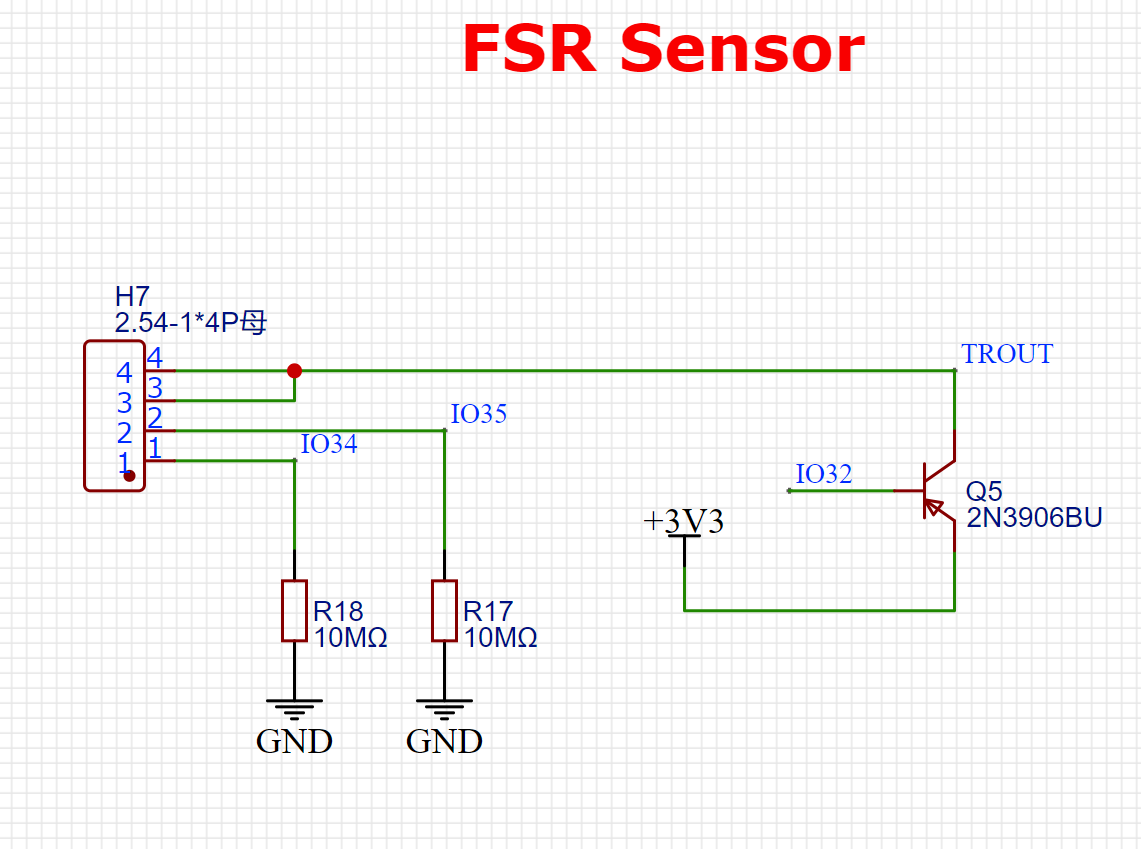 FSR Sensor
H7
2.54-1*4P母
4 4
3 3
2 2
1 1
TROUT
IO35
IO34
IO32
Q5
2N3906BU
+3V3
R18
10MΩ
R17
10MΩ
GND
GND